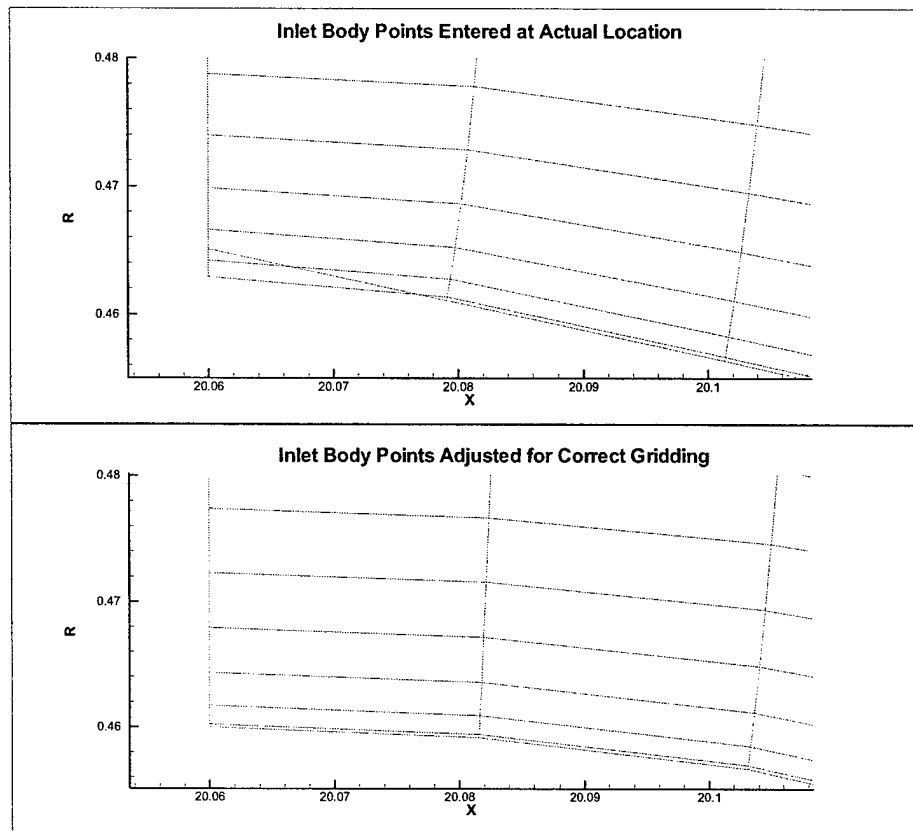 Inlet Body Points Entered at Actual Location
0.48
0.47
R
0.46
20.06 20.07 20.08 20.09 20.1
X
Inlet Body Points Adjusted for Correct Gridding
0.48
0.47
R
0.46
20.06 20.07 20.08 20.09 20.1
X